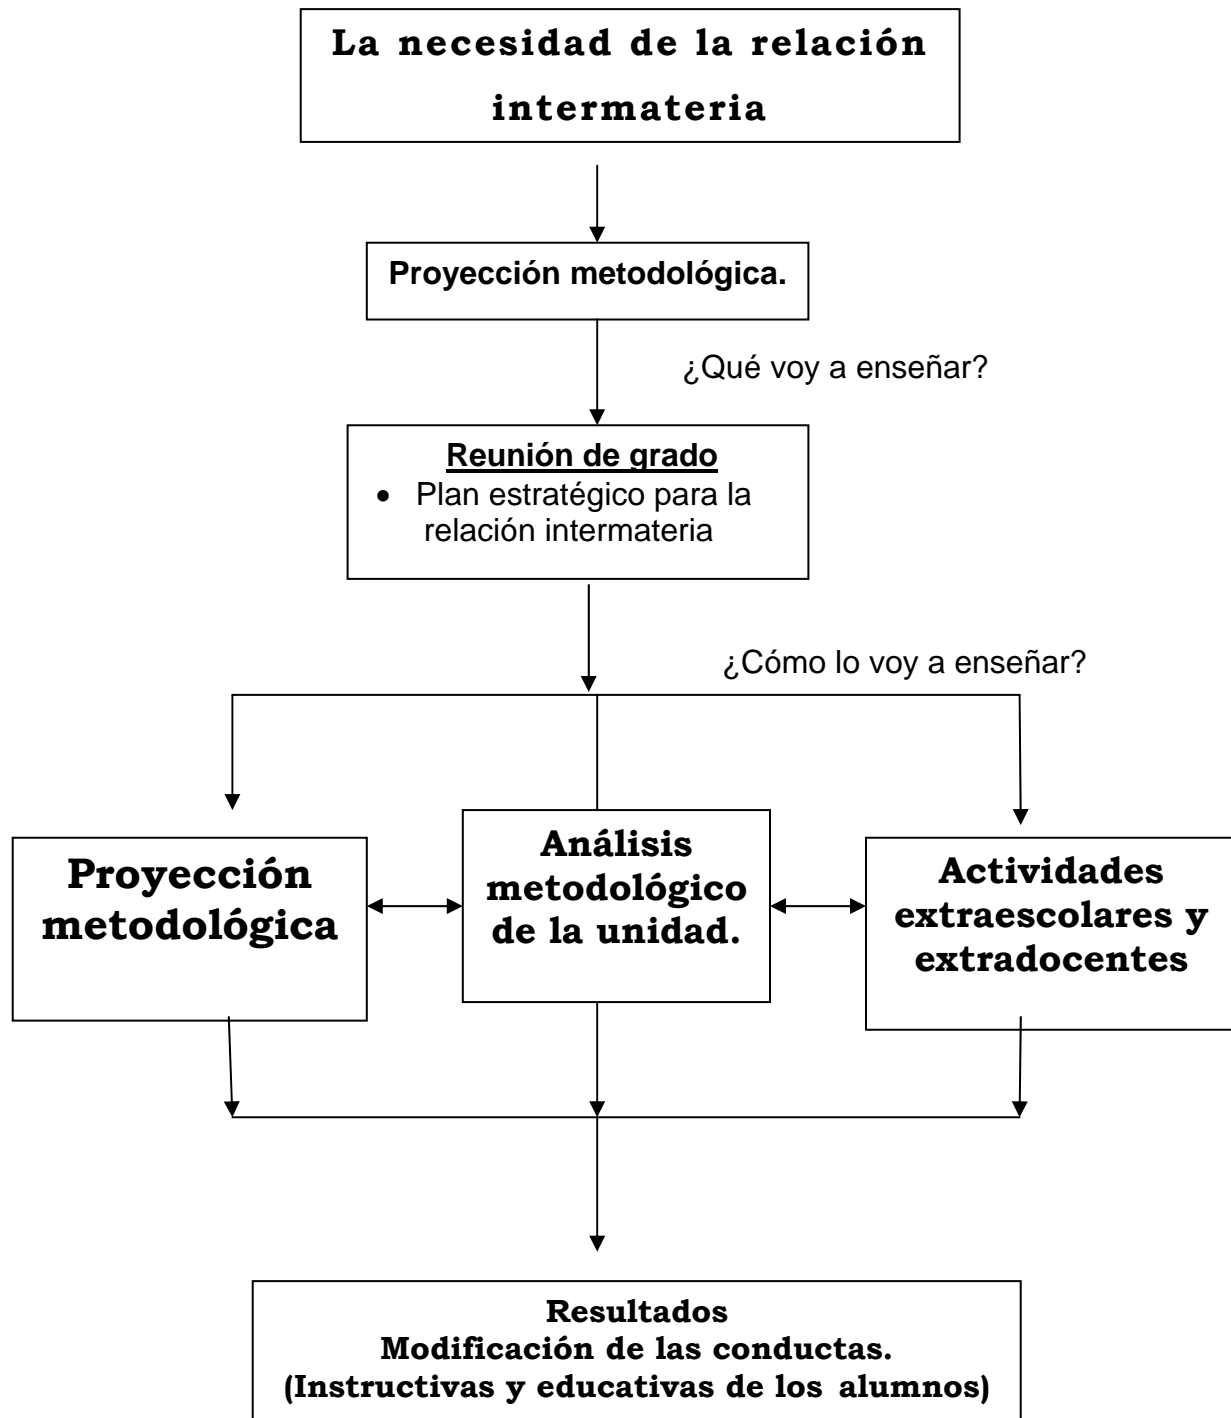 La necesidad de la relación
intermateria
Proyección metodológica.
¿Qué voy a enseñar?
Reunión de grado
• Plan estratégico para la
relación intermateria
¿Cómo lo voy a enseñar?
Proyección
metodológica
Análisis
metodológico
de la unidad.
Actividades
extraescolares y
extradocentes
Resultados
Modificación de las conductas.
(Instructivas y educativas de los alumnos)